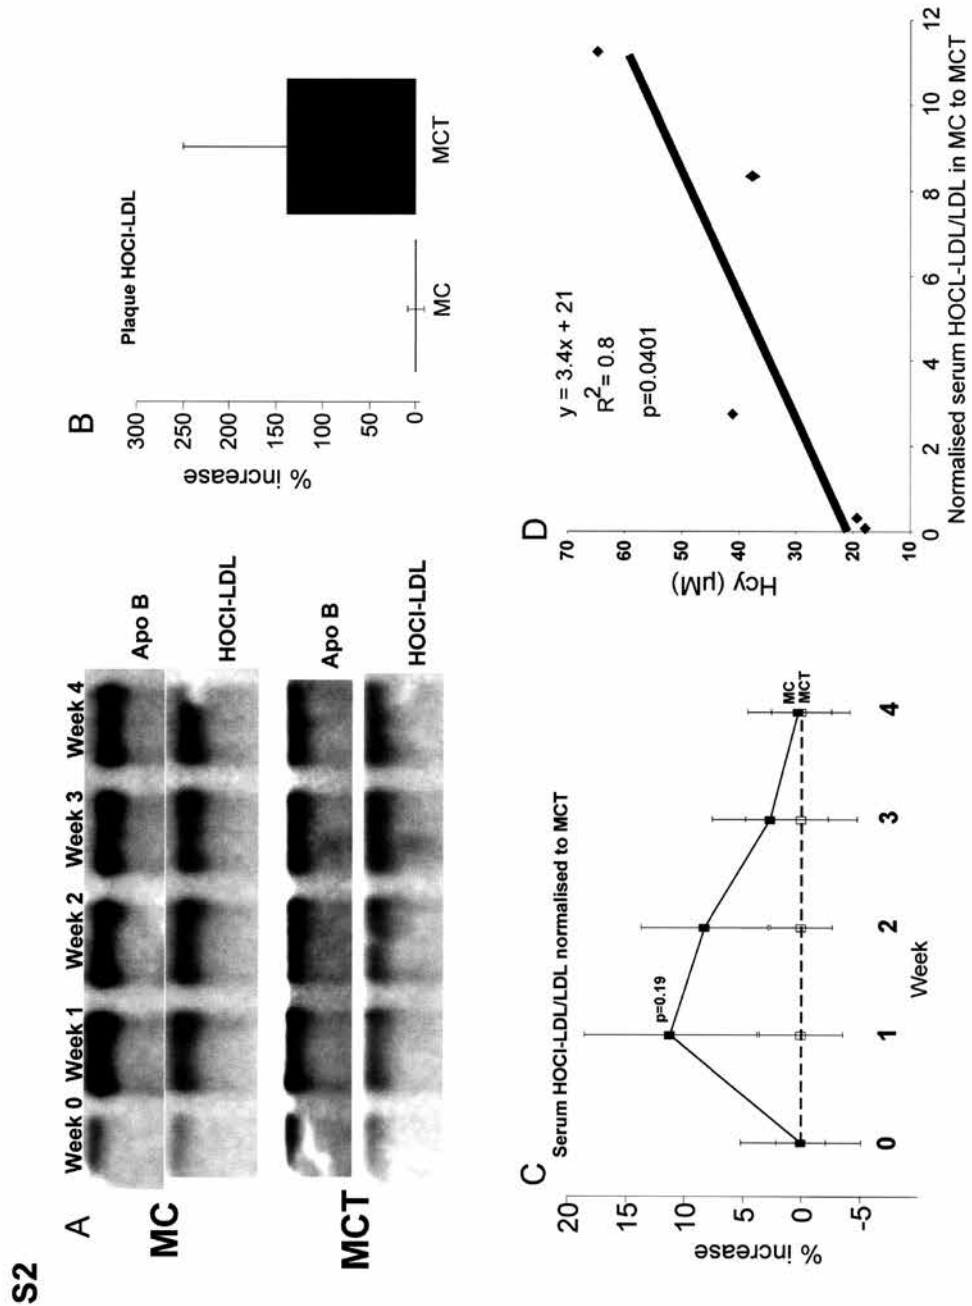 S2
A
Week 0 Week 1 Week 2 Week 3 Week 4
MC
Apo B
HOCl-LDL
MCT
Apo B
HOCl-LDL
B
Plaque HOCl-LDL
% increase
300
250
200
150
100
50
0
MC MCT
C
Serum HOCl-LDL/LDL normalised to MCT
% increase
20
15
10
5
0
-5
p=0.19
MC
MCT
0 1 2 3 4
Week
D
y = 3.4x + 21
R2 = 0.8
p=0.0401
Hcy (µM)
70
60
50
40
30
20
10
0 2 4 6 8 10 12
Normalised serum HOCL-LDL/LDL in MC to MCT